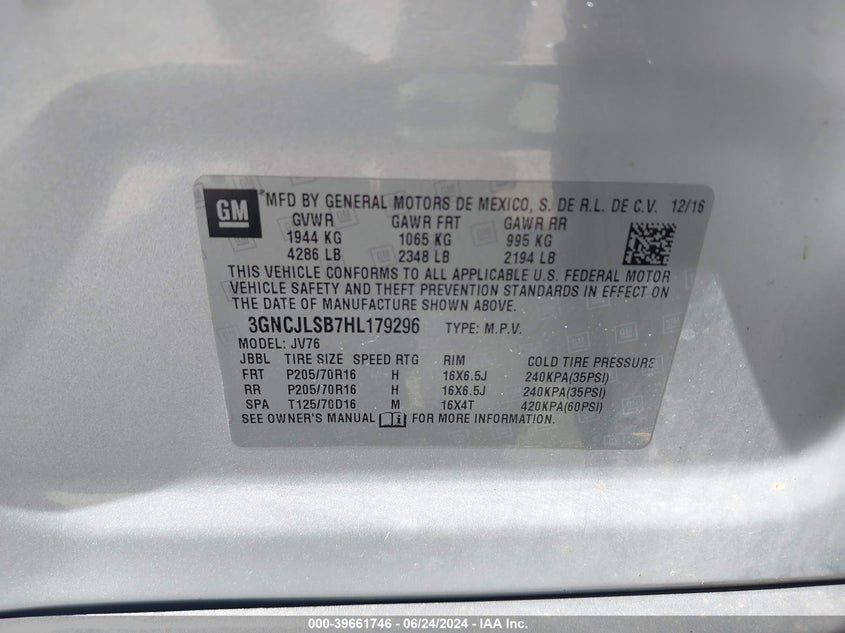 GM
*MFD BY GENERAL MOTORS DE MEXICO, S. DE R.L. DE C.V. 12/16
GVWR GAWR FRT GAWR RR
1944 KG 1065 KG 995 KG
4286 LB 2348 LB 2194 LB
THIS VEHICLE CONFORMS TO ALL APPLICABLE U.S. FEDERAL MOTOR
VEHICLE SAFETY AND THEFT PREVENTION STANDARDS IN EFFECT ON
THE DATE OF MANUFACTURE SHOWN ABOVE.
3GNCJLSB7HL179296 TYPE: M.P.V.
MODEL: JV76
JBBL TIRE SIZE SPEED RTG RIM COLD TIRE PRESSURE
FRT P205/70R16 H 16X6.5J 240KPA(35PSI)
RR P205/70R16 H 16X6.5J 240KPA(35PSI)
SPA T125/70D16 M 16X4T 420KPA(60PSI)
SEE OWNER'S MANUAL i FOR MORE INFORMATION.
000-39661746 - 06/24/2024 - IAA Inc.